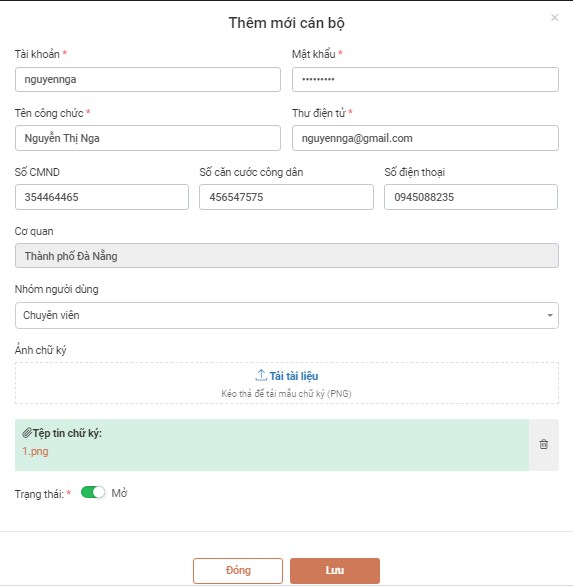 Thêm mới cán bộ
×
Tài khoản * Mật khẩu *
nguyennga •••••••••
Tên công chức * Thư điện tử *
Nguyễn Thị Nga nguyennga@gmail.com
Số CMND Số căn cước công dân Số điện thoại
354464465 456547575 0945088235
Cơ quan
Thành phố Đà Nẵng
Nhóm người dùng
Chuyên viên
Ảnh chữ ký
Tải tài liệu
Kéo thả để tải mẫu chữ ký (PNG)
Tệp tin chữ ký:
1.png
Trạng thái: * Mở
Đóng Lưu